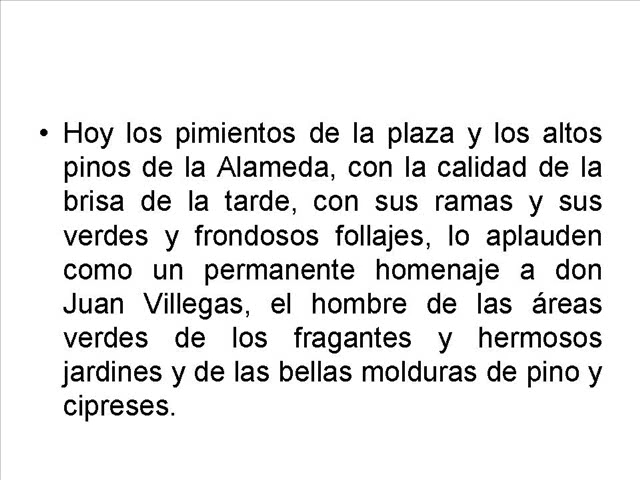 • Hoy los pimientos de la plaza y los altos
pinos de la Alameda, con la calidad de la
brisa de la tarde, con sus ramas y sus
verdes y frondosos follajes, lo aplauden
como un permanente homenaje a don
Juan Villegas, el hombre de las áreas
verdes de los fragantes y hermosos
jardines y de las bellas molduras de pino y
cipreses.